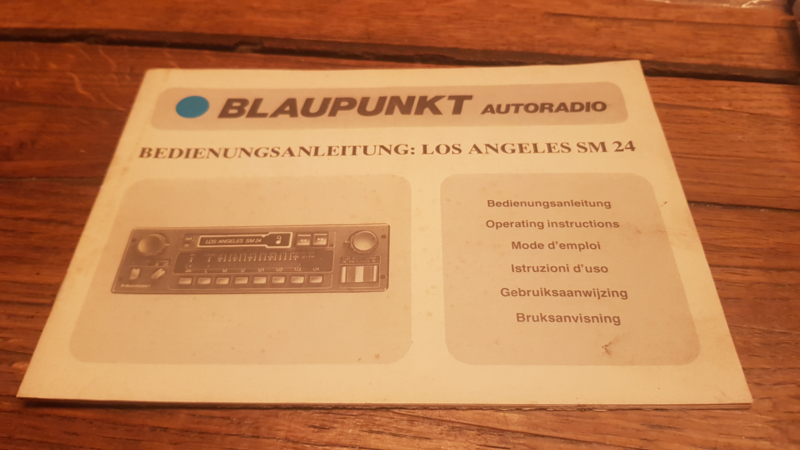 BLAUPUNKT AUTORADIO
BEDIENUNGSANLEITUNG: LOS ANGELES SM 24
LOS ANGELES SM 24
Bedienungsanleitung
Operating instructions
Mode d'emploi
Istruzioni d'uso
Gebruiksaanwijzing
Bruksanvisning